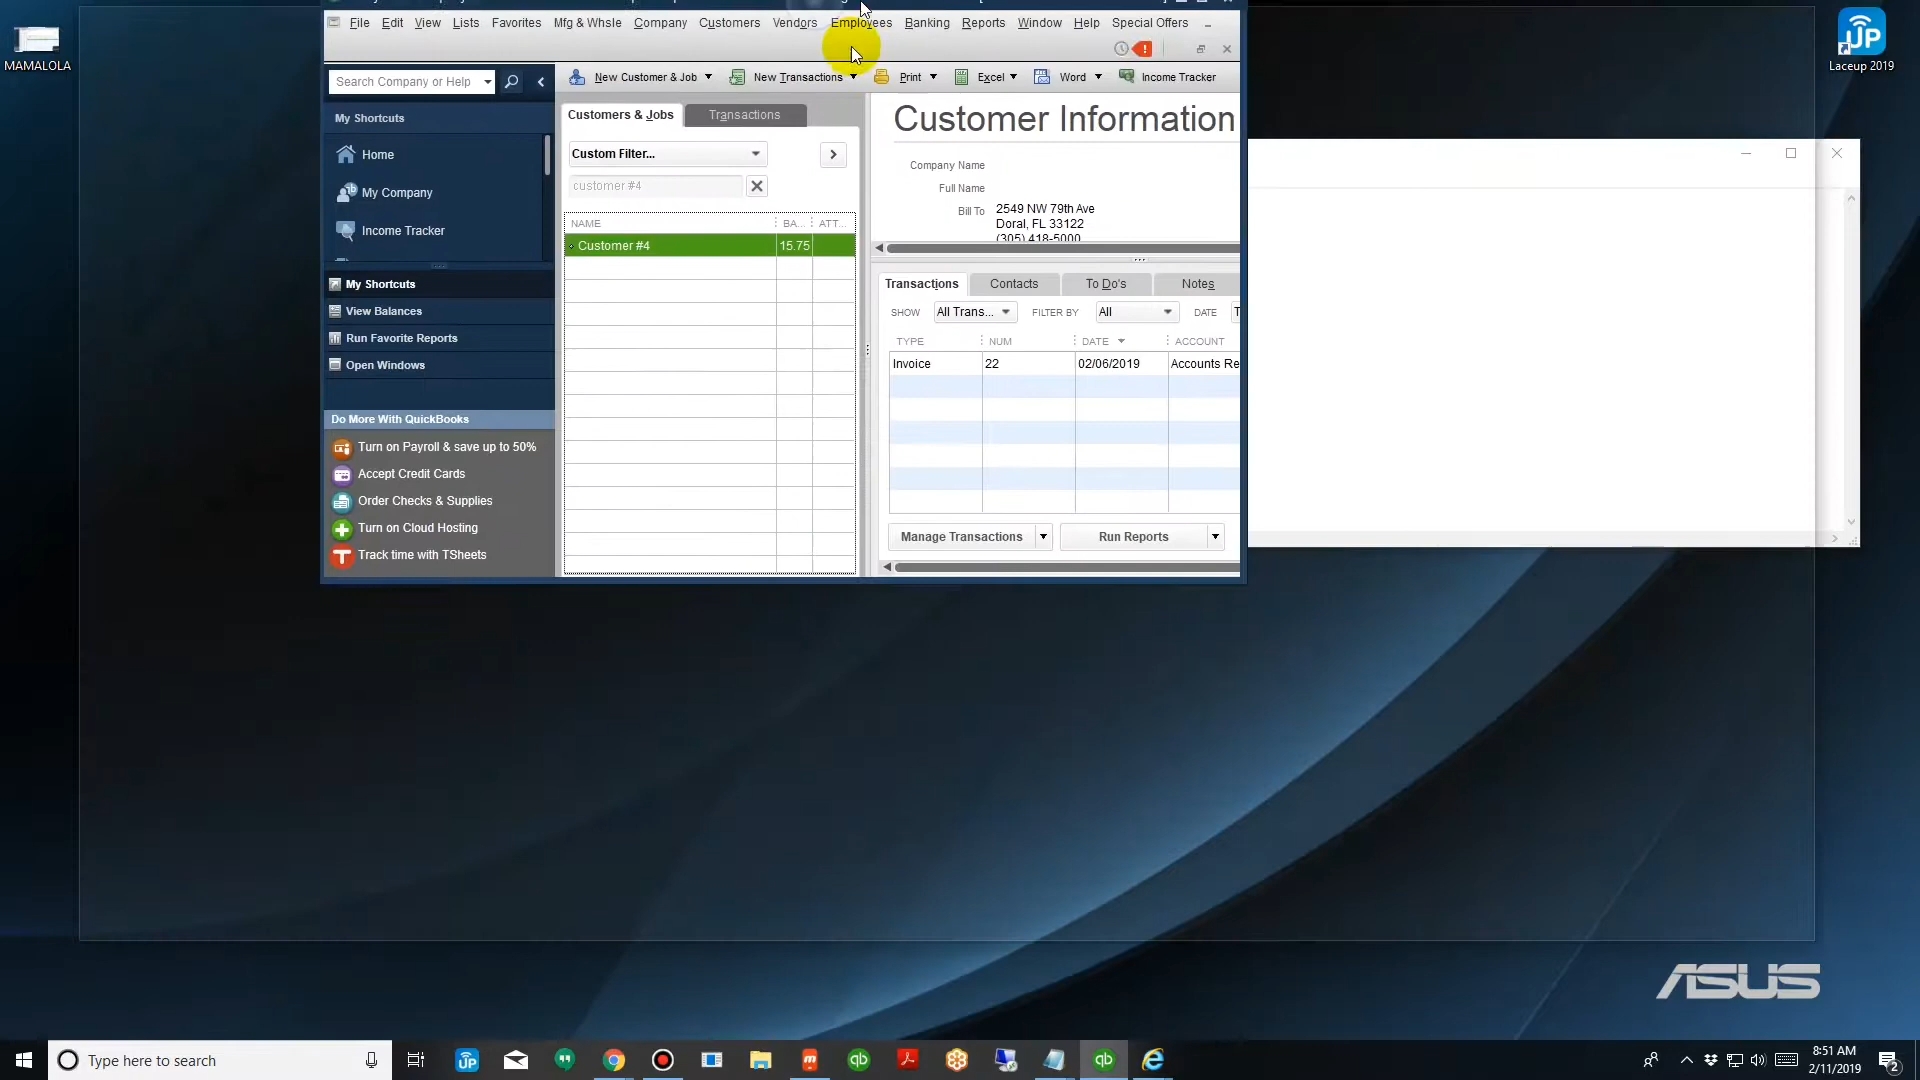 MAMALOLA
Laceup 2019
File Edit View Lists Favorites Mfg & Whsle Company Customers Vendors Employees Banking Reports Window Help Special Offers
Search Company or Help
New Customer & Job New Transactions Print Excel Word Income Tracker
My Shortcuts
Home
My Company
Income Tracker
My Shortcuts
View Balances
Run Favorite Reports
Open Windows
Do More With QuickBooks
Turn on Payroll & save up to 50%
Accept Credit Cards
Order Checks & Supplies
Turn on Cloud Hosting
Track time with TSheets
Customers & Jobs Transactions
Custom Filter...
customer #4
NAME BA... ATT...
Customer #4 15.75
Customer Information
Company Name
Full Name
Bill To 2549 NW 79th Ave
Doral, FL 33122
(305) 418-5000
Transactions Contacts To Do's Notes
SHOW All Trans... FILTER BY All DATE T
TYPE NUM DATE ACCOUNT
Invoice 22 02/06/2019 Accounts Re
Manage Transactions Run Reports
ASUS
Type here to search
8:51 AM
2/11/2019
2